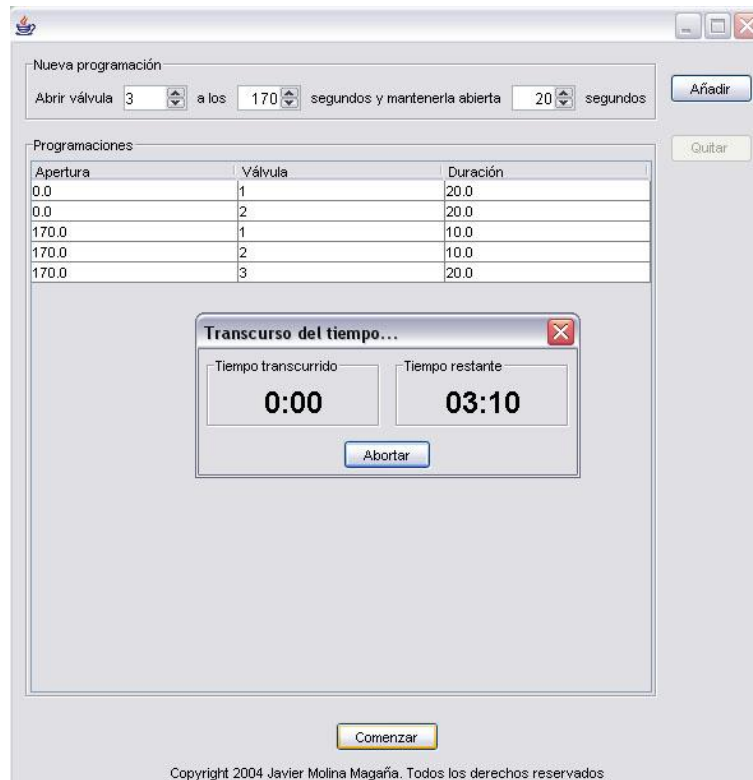 Nueva programación
Abrir válvula 3 a los 170 segundos y mantenerla abierta 20 segundos
Añadir
Programaciones
Quitar
Apertura Válvula Duración
0.0 1 20.0
0.0 2 20.0
170.0 1 10.0
170.0 2 10.0
170.0 3 20.0
Transcurso del tiempo...
Tiempo transcurrido Tiempo restante
0:00 03:10
Abortar
Comenzar
Copyright 2004 Javier Molina Magaña. Todos los derechos reservados